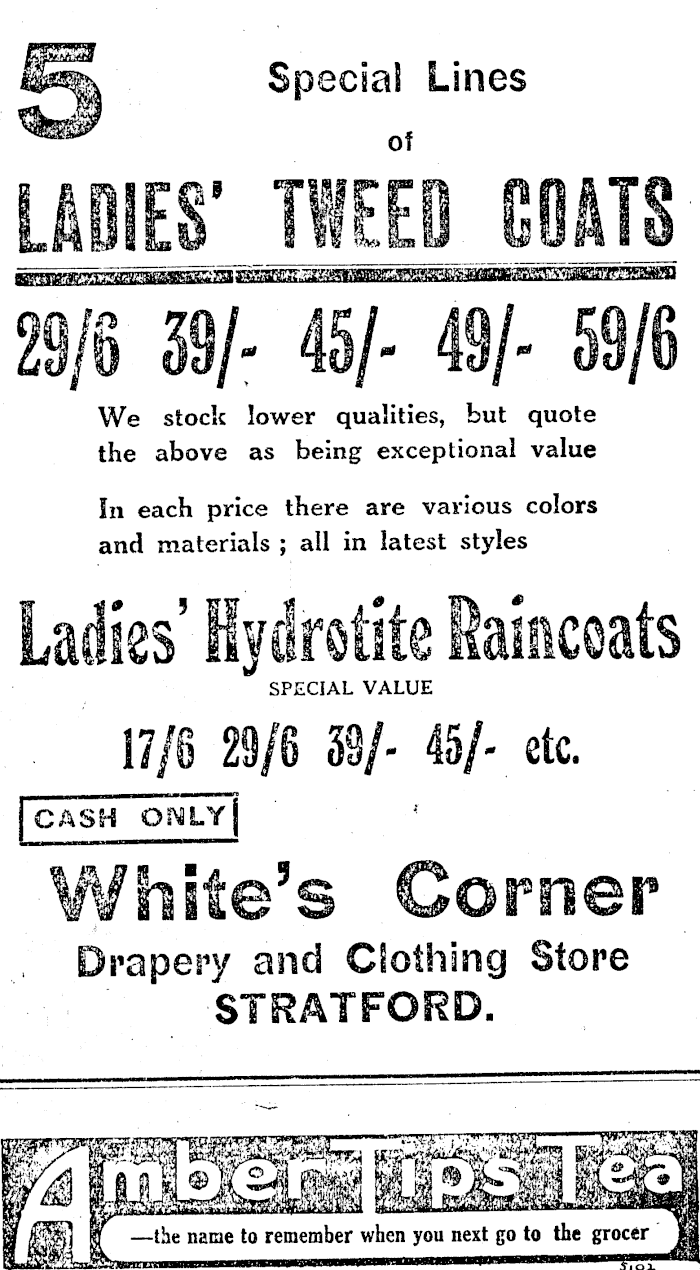 5 Special Lines
of
LADIES' TWEED COATS
29/6 39/- 45/- 49/- 59/6
We stock lower qualities, but quote
the above as being exceptional value
In each price there are various colors
and materials ; all in latest styles
Ladies' Hydrotite Raincoats
SPECIAL VALUE
17/6 29/6 39/- 45/- etc.
CASH ONLY
White's Corner
Drapery and Clothing Store
STRATFORD.
Amber Tips Tea
—the name to remember when you next go to the grocer
5102